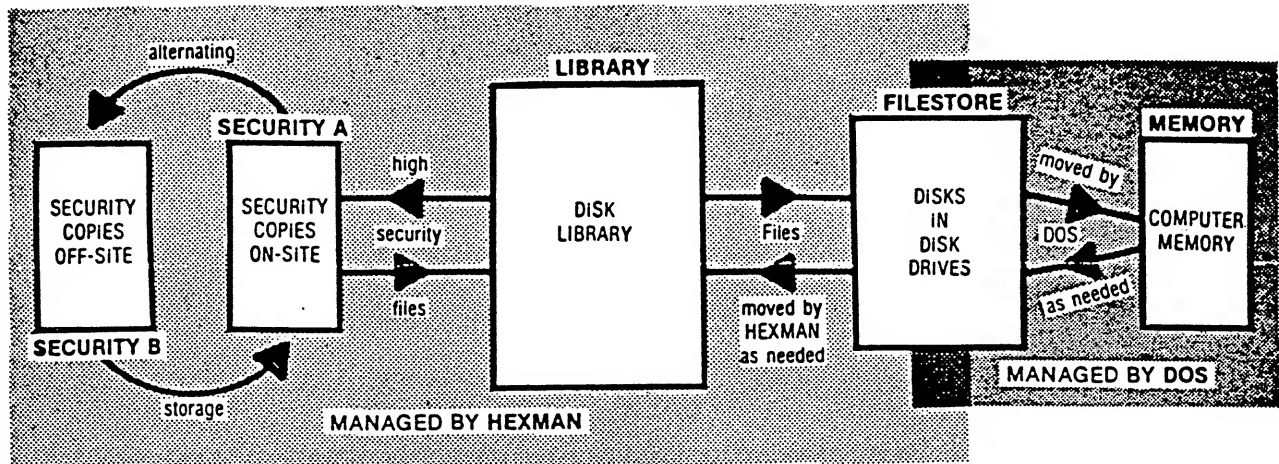 alternating
SECURITY A
SECURITY
COPIES
OFF-SITE
SECURITY B
storage
SECURITY
COPIES
ON-SITE
high
security
files
LIBRARY
DISK
LIBRARY
Files
moved by
HEXMAN
as needed
FILESTORE
DISKS
IN
DISK
DRIVES
moved by
DOS
as needed
MEMORY
COMPUTER
MEMORY
MANAGED BY HEXMAN
MANAGED BY DOS